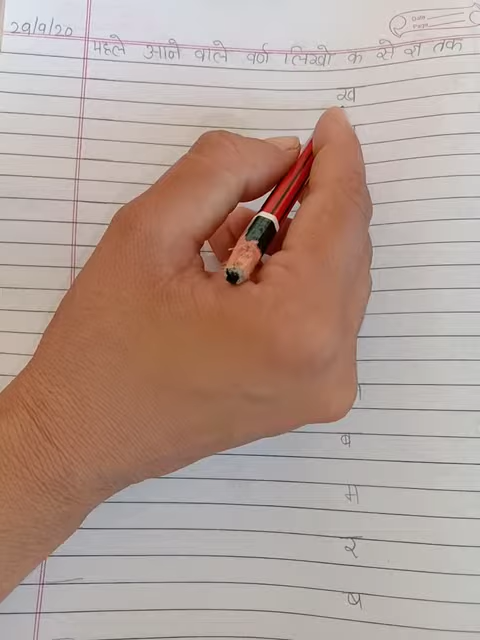 29/9/20
पहले आने वाले वर्ण लिखो क से श तक
ख
ब
म
र
ष